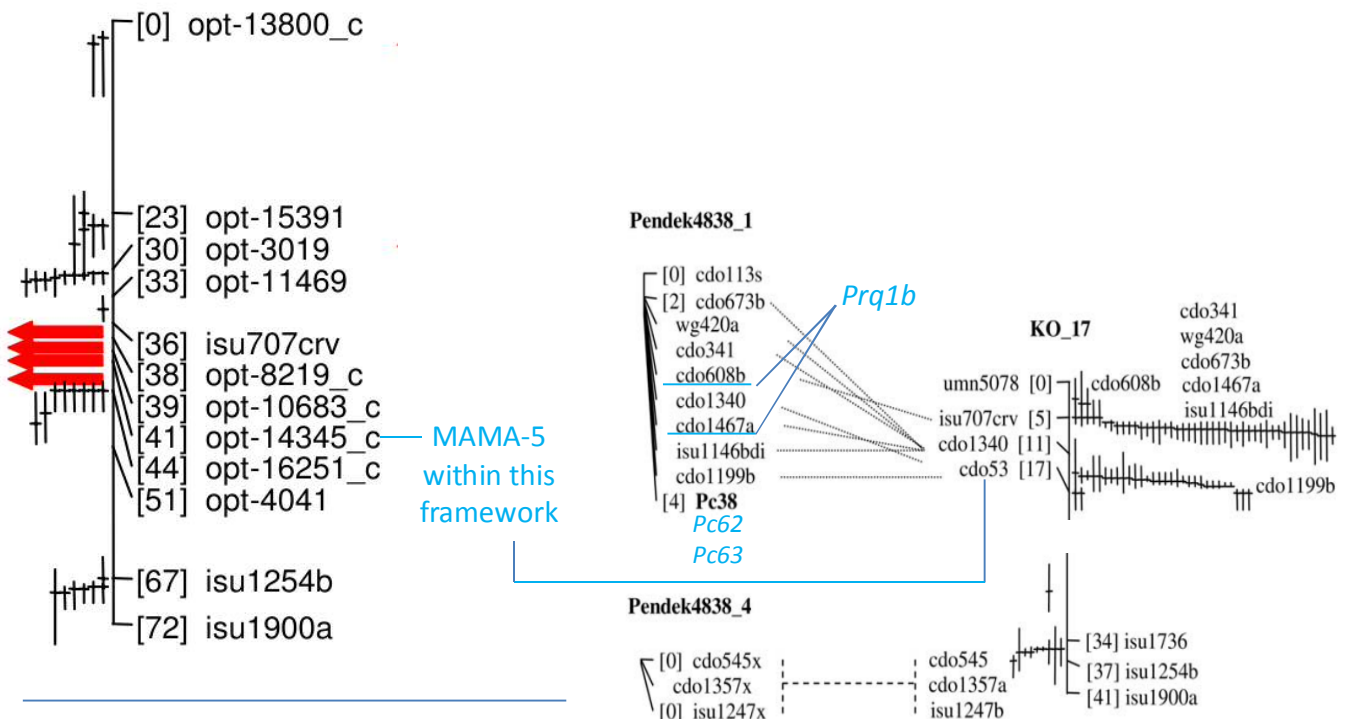 [0] opt-13800_c
[23] opt-15391
[30] opt-3019
[33] opt-11469
[36] isu707crv
[38] opt-8219_c
[39] opt-10683_c
[41] opt-14345_c
[44] opt-16251_c
[51] opt-4041
[67] isu1254b
[72] isu1900a
MAMA-5
within this
framework
Pendek4838_1
[0] cdo113s
[2] cdo673b
wg420a
cdo341
cdo608b
cdo1340
cdo1467a
isu1146bdi
cdo1199b
[4] Pc38
Pc62
Pc63
Prq1b
KO_17
cdo341
wg420a
cdo673b
cdo1467a
isu1146bdi
umn5078 [0]
cdo608b
isu707crv [5]
cdo1340 [11]
cdo53 [17]
cdo1199b
Pendek4838_4
[0] cdo545x
cdo1357x
[0] isu1247x
cdo545
cdo1357a
isu1247b
[34] isu1736
[37] isu1254b
[41] isu1900a